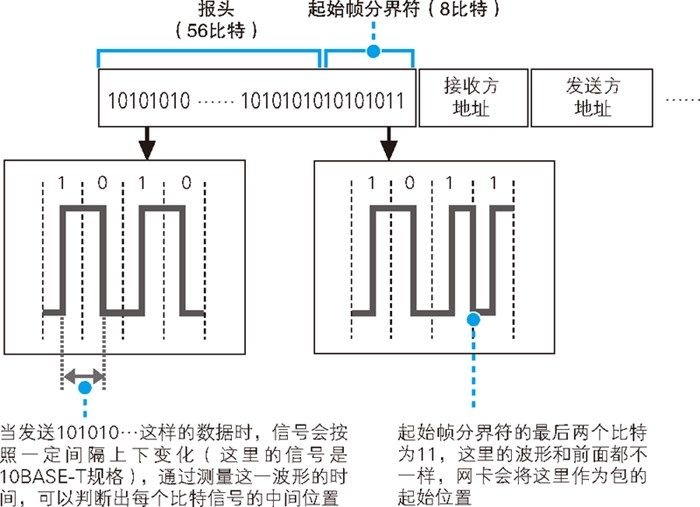 报头
（56比特）
起始帧分界符（8比特）
10101010 …… 1010101010101011
接收方
地址
发送方
地址
……
1 0 1 0
1 0 1 1
当发送101010…这样的数据时，信号会按
照一定间隔上下变化（这里的信号是
10BASE-T规格），通过测量这一波形的时
间，可以判断出每个比特信号的中间位置
起始帧分界符的最后两个比特
为11，这里的波形和前面都不
一样，网卡会将这里作为包的
起始位置